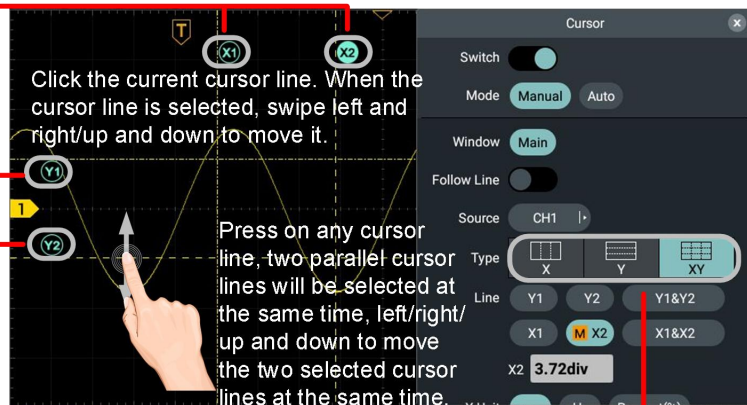 Cursor
x
T
X1
X2
Switch
Click the current cursor line. When the
cursor line is selected, swipe left and
right/up and down to move it.
Mode Manual Auto
Window Main
Y1
Follow Line
1
Source CH1
Y2
Press on any cursor
line, two parallel cursor
lines will be selected at
the same time, left/right/
up and down to move
the two selected cursor
lines at the same time.
Type X Y XY
Line Y1 Y2 Y1&Y2
X1 M X2 X1&X2
X2 3.72div